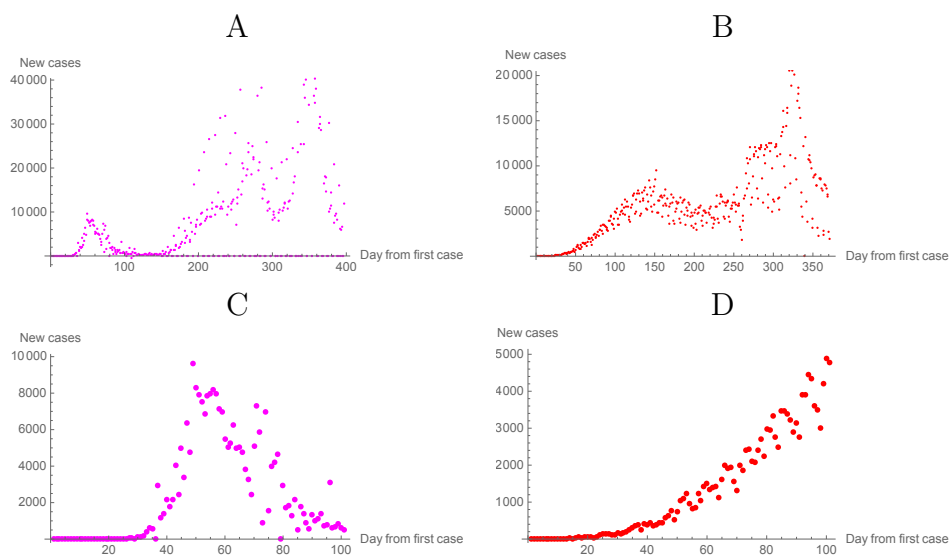 A
New cases
40 000
30 000
20 000
10 000
100 200 300 400
Day from first case
B
New cases
20 000
15 000
10 000
5000
50 100 150 200 250 300 350
Day from first case
C
New cases
10 000
8000
6000
4000
2000
20 40 60 80 100
Day from first case
D
New cases
5000
4000
3000
2000
1000
20 40 60 80 100
Day from first case